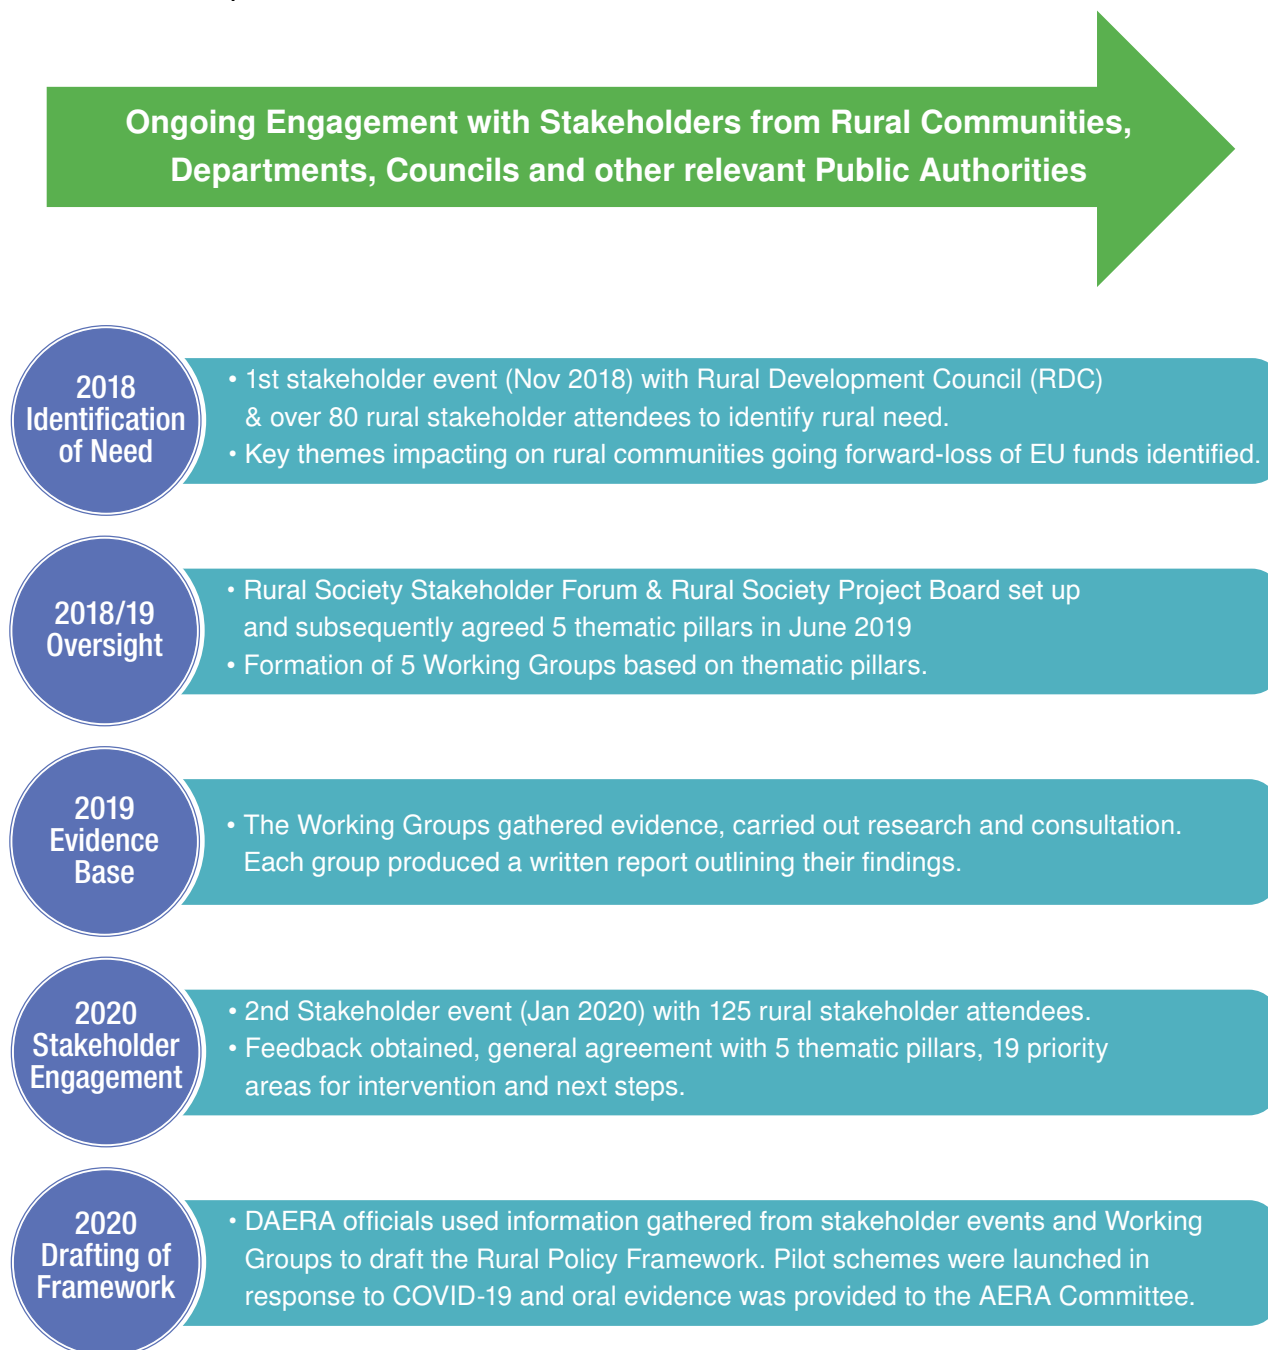 Ongoing Engagement with Stakeholders from Rural Communities,
Departments, Councils and other relevant Public Authorities
2018
Identification
of Need
• 1st stakeholder event (Nov 2018) with Rural Development Council (RDC)
& over 80 rural stakeholder attendees to identify rural need.
• Key themes impacting on rural communities going forward-loss of EU funds identified.
2018/19
Oversight
• Rural Society Stakeholder Forum & Rural Society Project Board set up
and subsequently agreed 5 thematic pillars in June 2019
• Formation of 5 Working Groups based on thematic pillars.
2019
Evidence
Base
• The Working Groups gathered evidence, carried out research and consultation.
Each group produced a written report outlining their findings.
2020
Stakeholder
Engagement
• 2nd Stakeholder event (Jan 2020) with 125 rural stakeholder attendees.
• Feedback obtained, general agreement with 5 thematic pillars, 19 priority
areas for intervention and next steps.
2020
Drafting of
Framework
• DAERA officials used information gathered from stakeholder events and Working
Groups to draft the Rural Policy Framework. Pilot schemes were launched in
response to COVID-19 and oral evidence was provided to the AERA Committee.